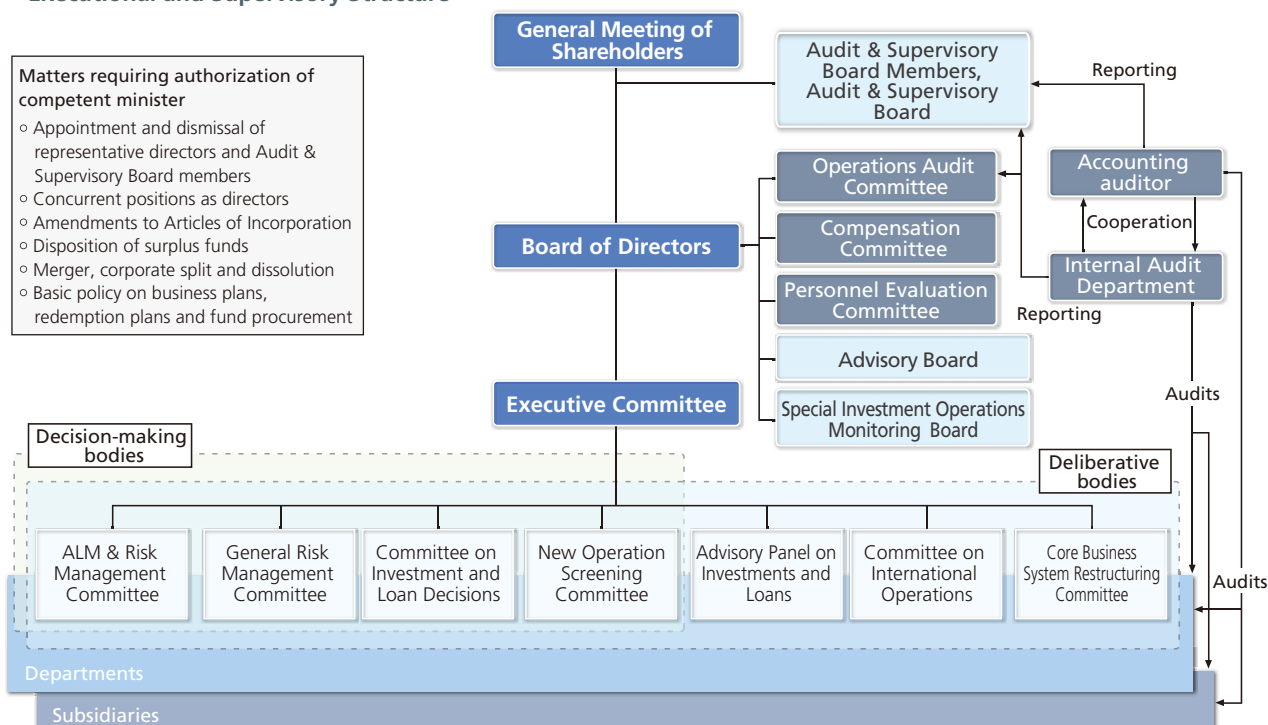 Executional and Supervisory Structure
General Meeting of
Shareholders
Audit & Supervisory
Board Members,
Audit & Supervisory
Board
Reporting
Matters requiring authorization of
competent minister
○ Appointment and dismissal of
representative directors and Audit &
Supervisory Board members
○ Concurrent positions as directors
○ Amendments to Articles of Incorporation
○ Disposition of surplus funds
○ Merger, corporate split and dissolution
○ Basic policy on business plans,
redemption plans and fund procurement
Operations Audit
Committee
Accounting
auditor
Cooperation
Board of Directors
Compensation
Committee
Internal Audit
Department
Personnel Evaluation
Committee
Reporting
Advisory Board
Executive Committee
Special Investment Operations
Monitoring Board
Audits
Decision-making
bodies
Deliberative
bodies
ALM & Risk
Management
Committee
General Risk
Management
Committee
Committee on
Investment and
Loan Decisions
New Operation
Screening
Committee
Advisory Panel on
Investments and
Loans
Committee on
International
Operations
Core Business
System Restructuring
Committee
Audits
Departments
Subsidiaries